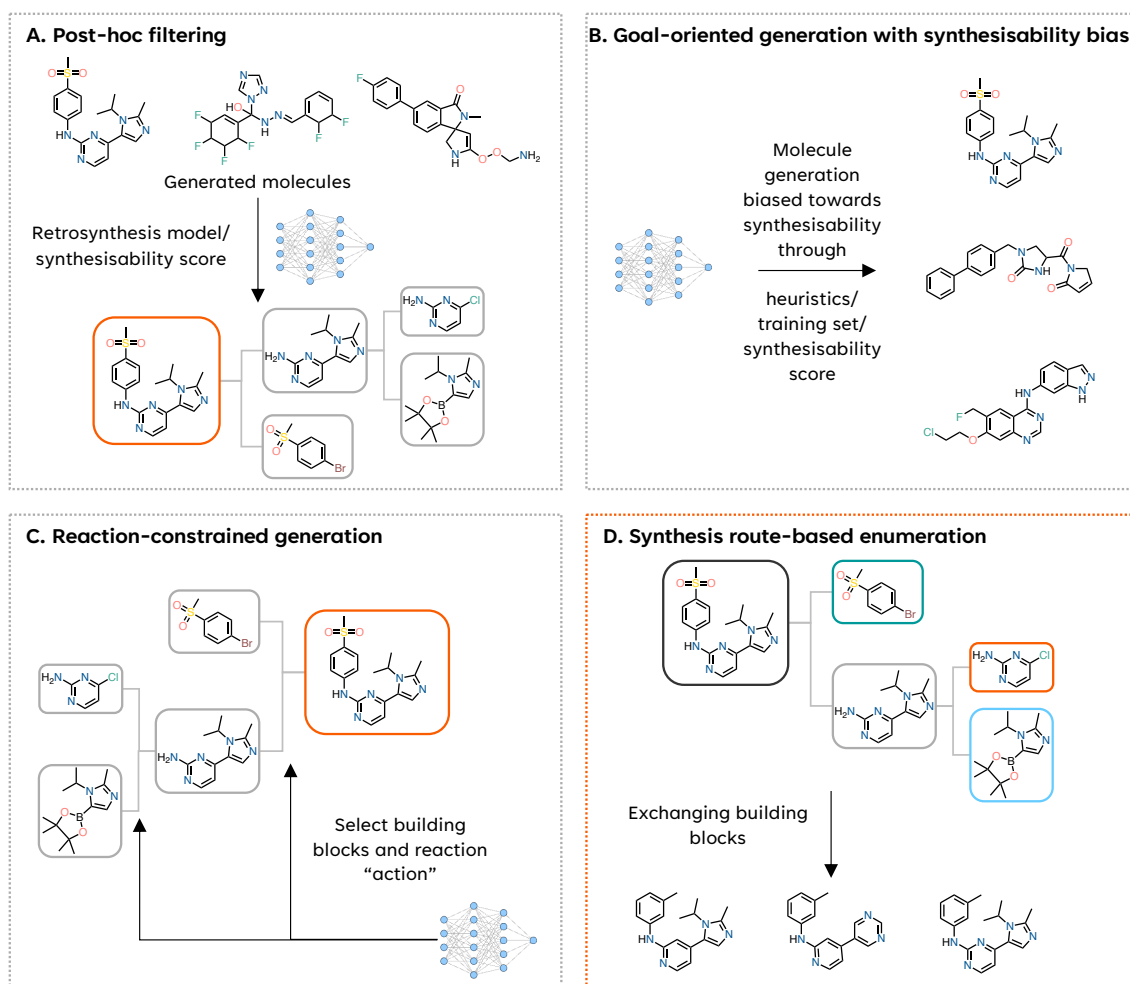 A. Post-hoc filtering
Generated molecules
Retrosynthesis model/
synthesisability score
B. Goal-oriented generation with synthesisability bias
Molecule
generation
biased towards
synthesisability
through
heuristics/
training set/
synthesisability
score
C. Reaction-constrained generation
Select building
blocks and reaction
“action”
D. Synthesis route-based enumeration
Exchanging building
blocks